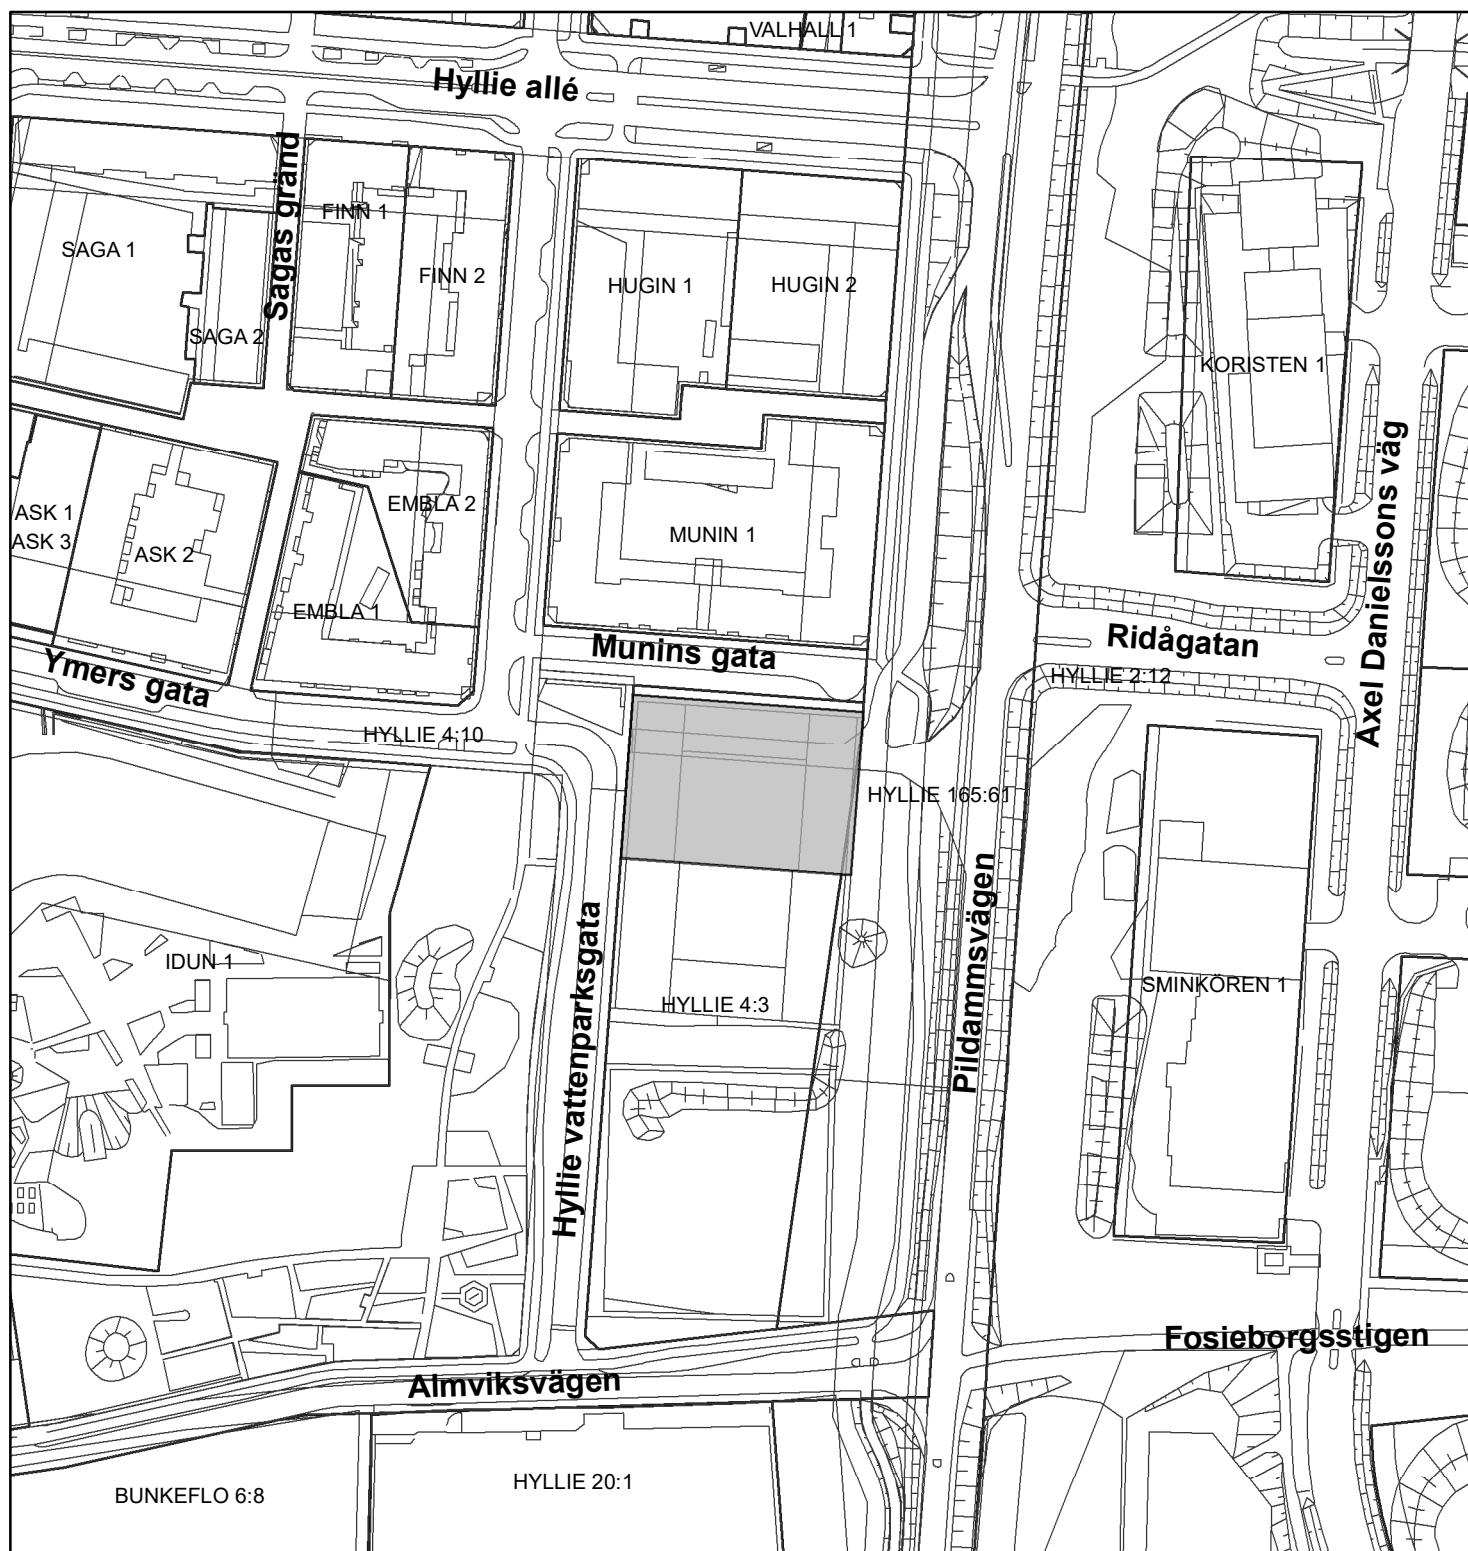 VALHALL 1
Hyllie allé
Sagas gränd
FINN 1
SAGA 1
FINN 2
HUGIN 1
HUGIN 2
SAGA 2
KORISTEN 1
Axel Danielssons väg
EMBLA 2
ASK 1
ASK 3
ASK 2
MUNIN 1
EMBLA 1
Munins gata
Ridågatan
Ymers gata
HYLLIE 2:12
HYLLIE 4:10
HYLLIE 165:61
Pildammsvägen
Hyllie vattenparksgata
IDUN 1
SMINKÖREN 1
HYLLIE 4:3
Fosieborgsstigen
Almviksvägen
HYLLIE 20:1
BUNKEFLO 6:8